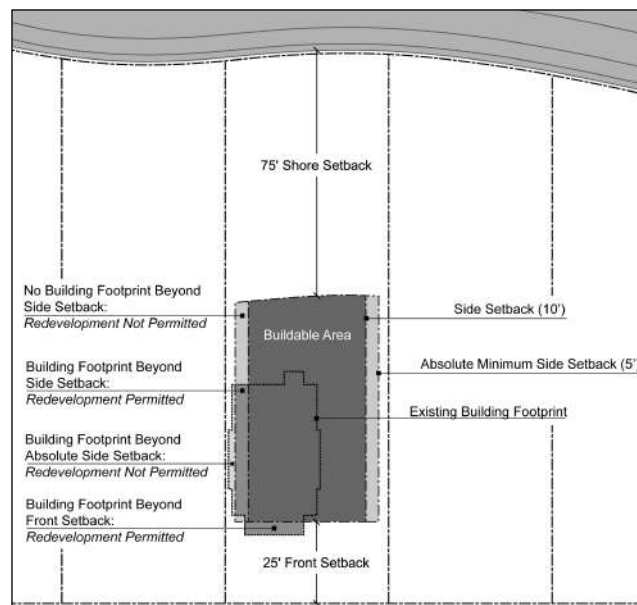 75' Shore Setback
No Building Footprint Beyond
Side Setback:
Redevelopment Not Permitted
Side Setback (10')
Buildable Area
Absolute Minimum Side Setback (5'
Building Footprint Beyond
Side Setback:
Redevelopment Permitted
Existing Building Footprint
Building Footprint Beyond
Absolute Side Setback:
Redevelopment Not Permitted
Building Footprint Beyond
Front Setback:
Redevelopment Permitted
25' Front Setback